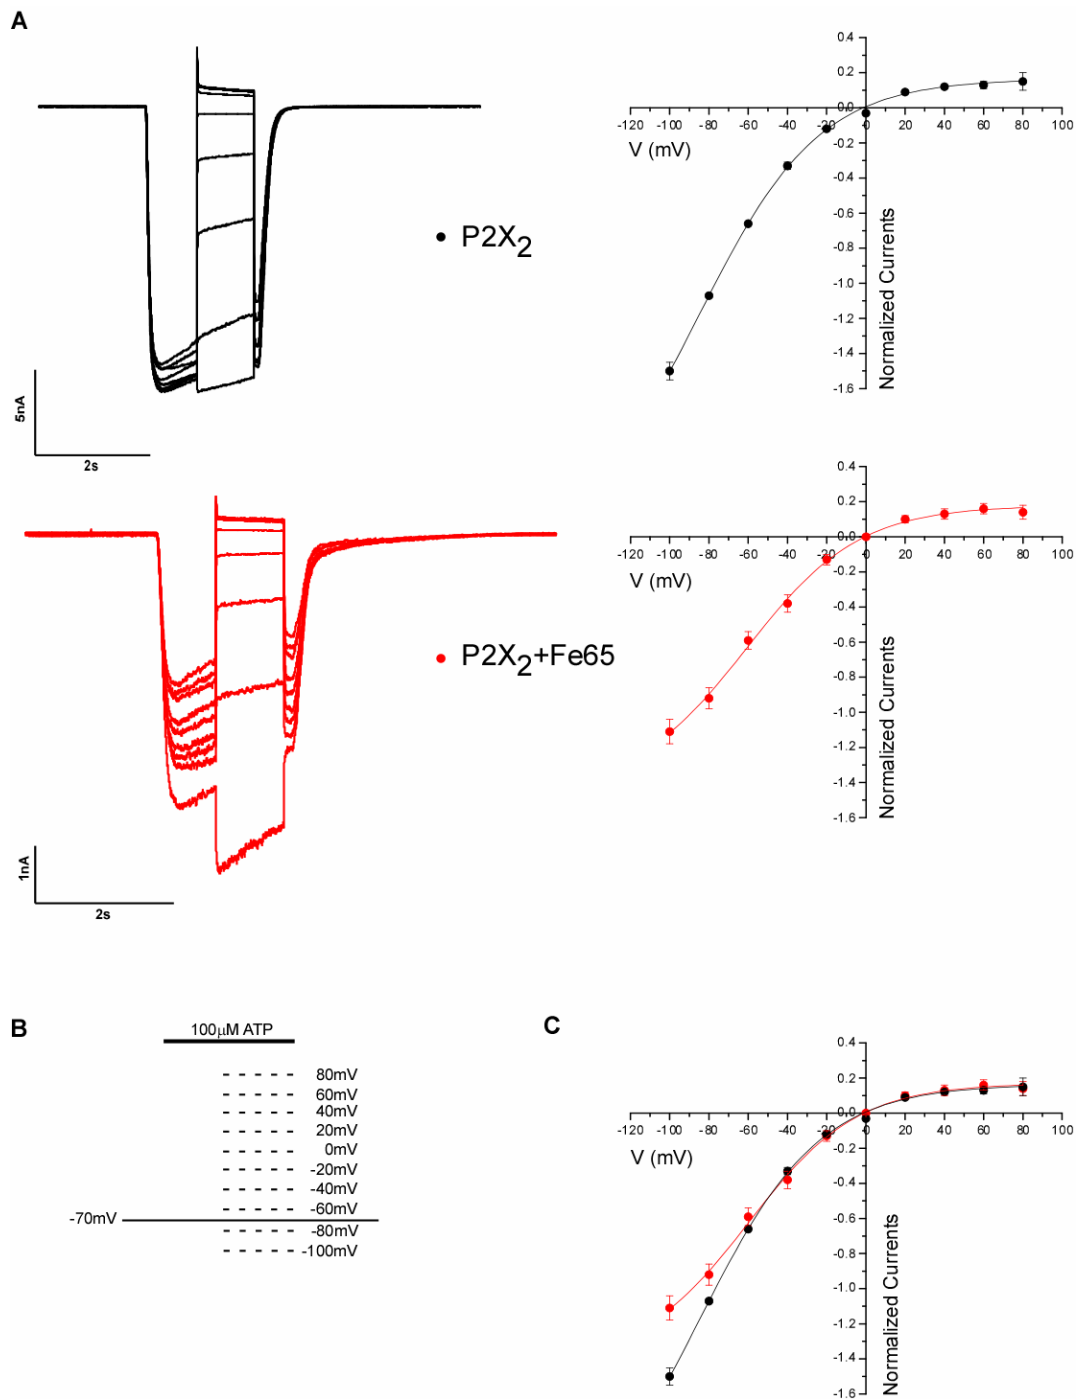 A
5nA
2s
P2X2
0.4
0.2
0.0
-120 -100 -80 -60 -40 -20 0 20 40 60 80 100
V (mV)
-0.2
-0.4
-0.6
-0.8
-1.0
-1.2
-1.4
-1.6
Normalized Currents
1nA
2s
P2X2+Fe65
0.4
0.2
0.0
-120 -100 -80 -60 -40 -20 0 20 40 60 80 100
V (mV)
-0.2
-0.4
-0.6
-0.8
-1.0
-1.2
-1.4
-1.6
Normalized Currents
B
100µM ATP
80mV
60mV
40mV
20mV
0mV
-20mV
-40mV
-60mV
-70mV
-80mV
-100mV
C
0.4
0.2
0.0
-120 -100 -80 -60 -40 -20 0 20 40 60 80 100
V (mV)
-0.2
-0.4
-0.6
-0.8
-1.0
-1.2
-1.4
-1.6
Normalized Currents